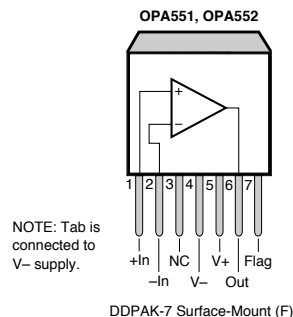 OPA551, OPA552
+
−
1 2 3 4 5 6 7
NOTE: Tab is
connected to
V– supply.
+In NC V+ Flag
–In V– Out
DDPAK-7 Surface-Mount (F)